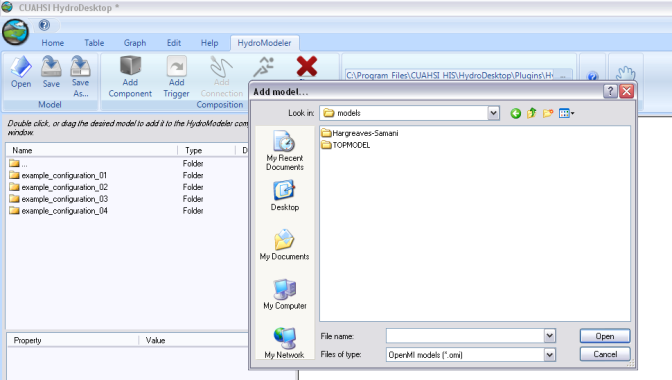 CUAHSI HydroDesktop *
Home Table Graph Edit Help HydroModeler
Open Save Save As... Add Component Add Trigger Add Connection
Model Composition
C:\Program Files\CUAHSI HIS\HydroDesktop\Plugins\Hy ...
Double click, or drag the desired model to add it to the HydroModeler com
window.
Name Type D
... Folder
example_configuration_01 Folder
example_configuration_02 Folder
example_configuration_03 Folder
example_configuration_04 Folder
Property Value
Add model...
Look in: models
My Recent Documents
Desktop
My Documents
My Computer
My Network
Hargreaves-Samani
TOPMODEL
File name: Open
Files of type: OpenMI models (*.omi) Cancel